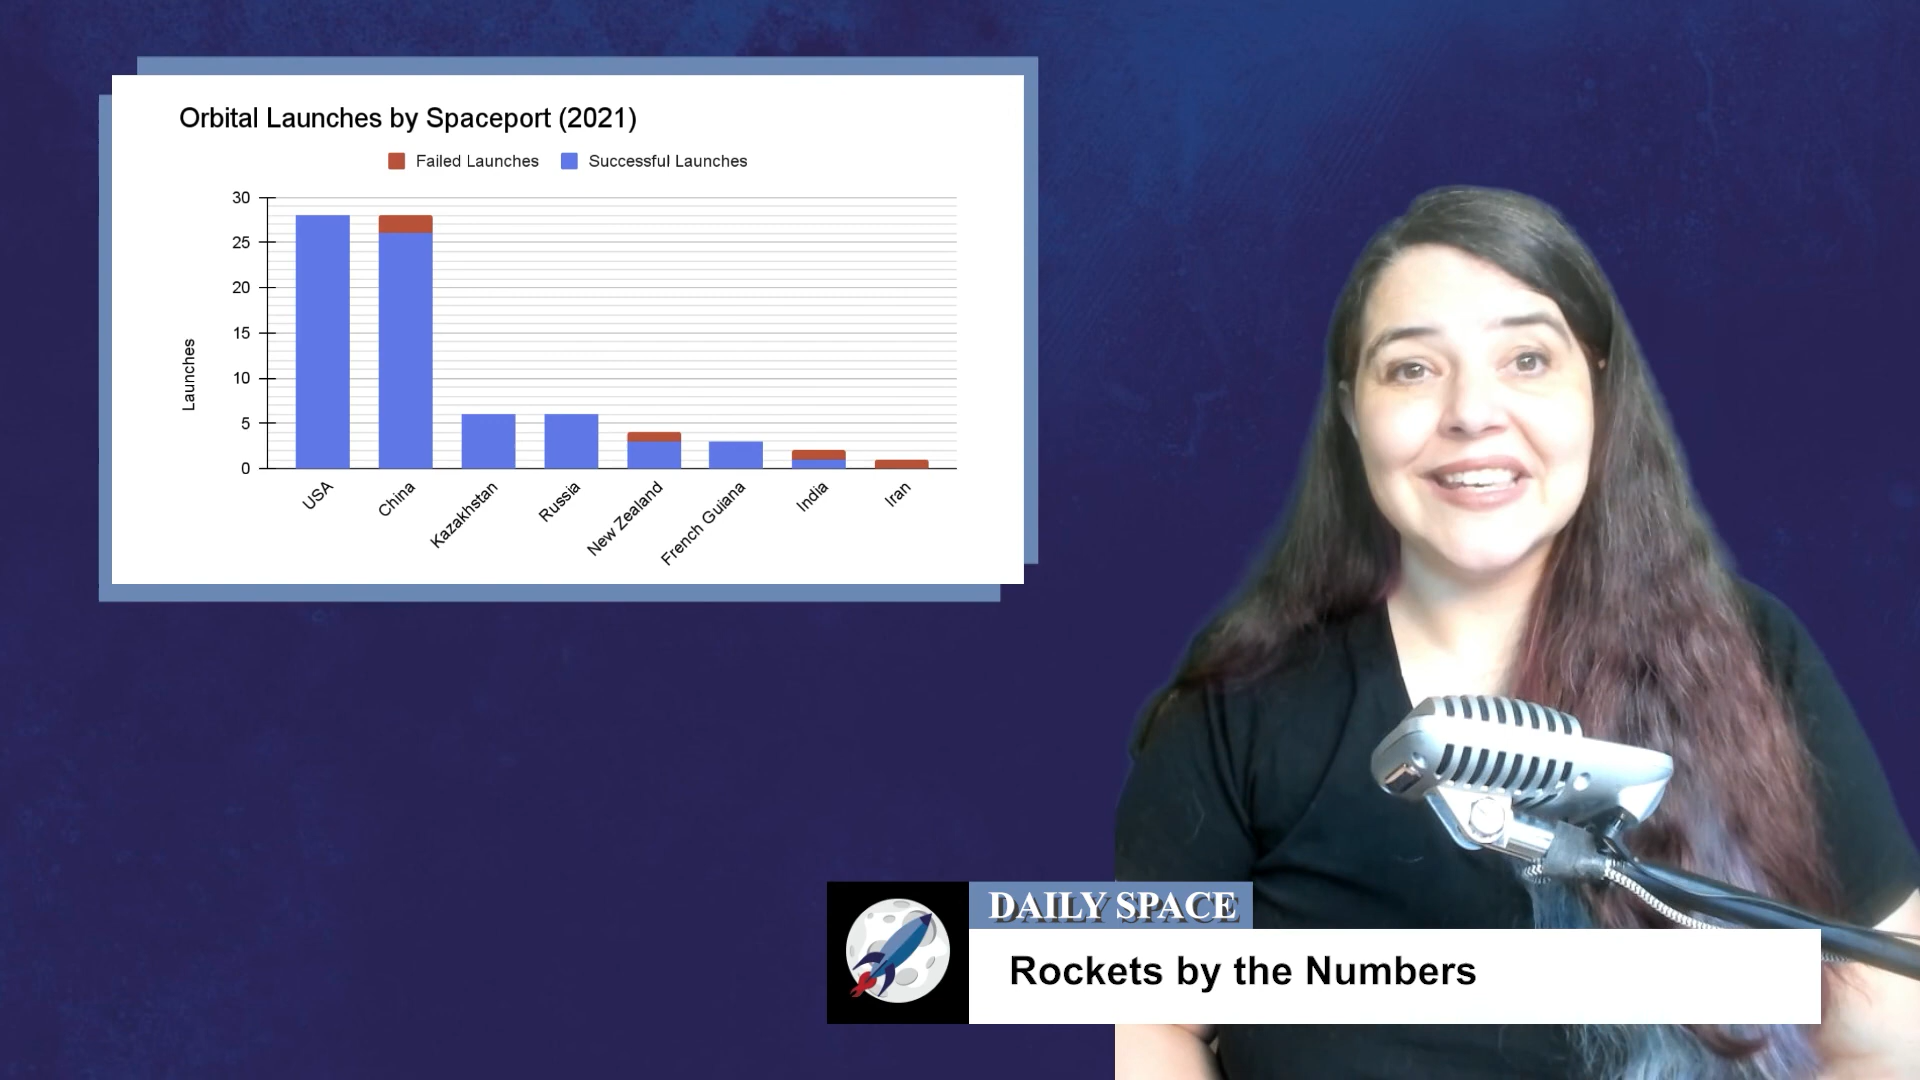 Orbital Launches by Spaceport (2021)
Failed Launches Successful Launches
30
25
20
15
10
5
0
Launches
USA China Kazakhstan Russia New Zealand French Guiana India Iran
DAILY SPACE
Rockets by the Numbers